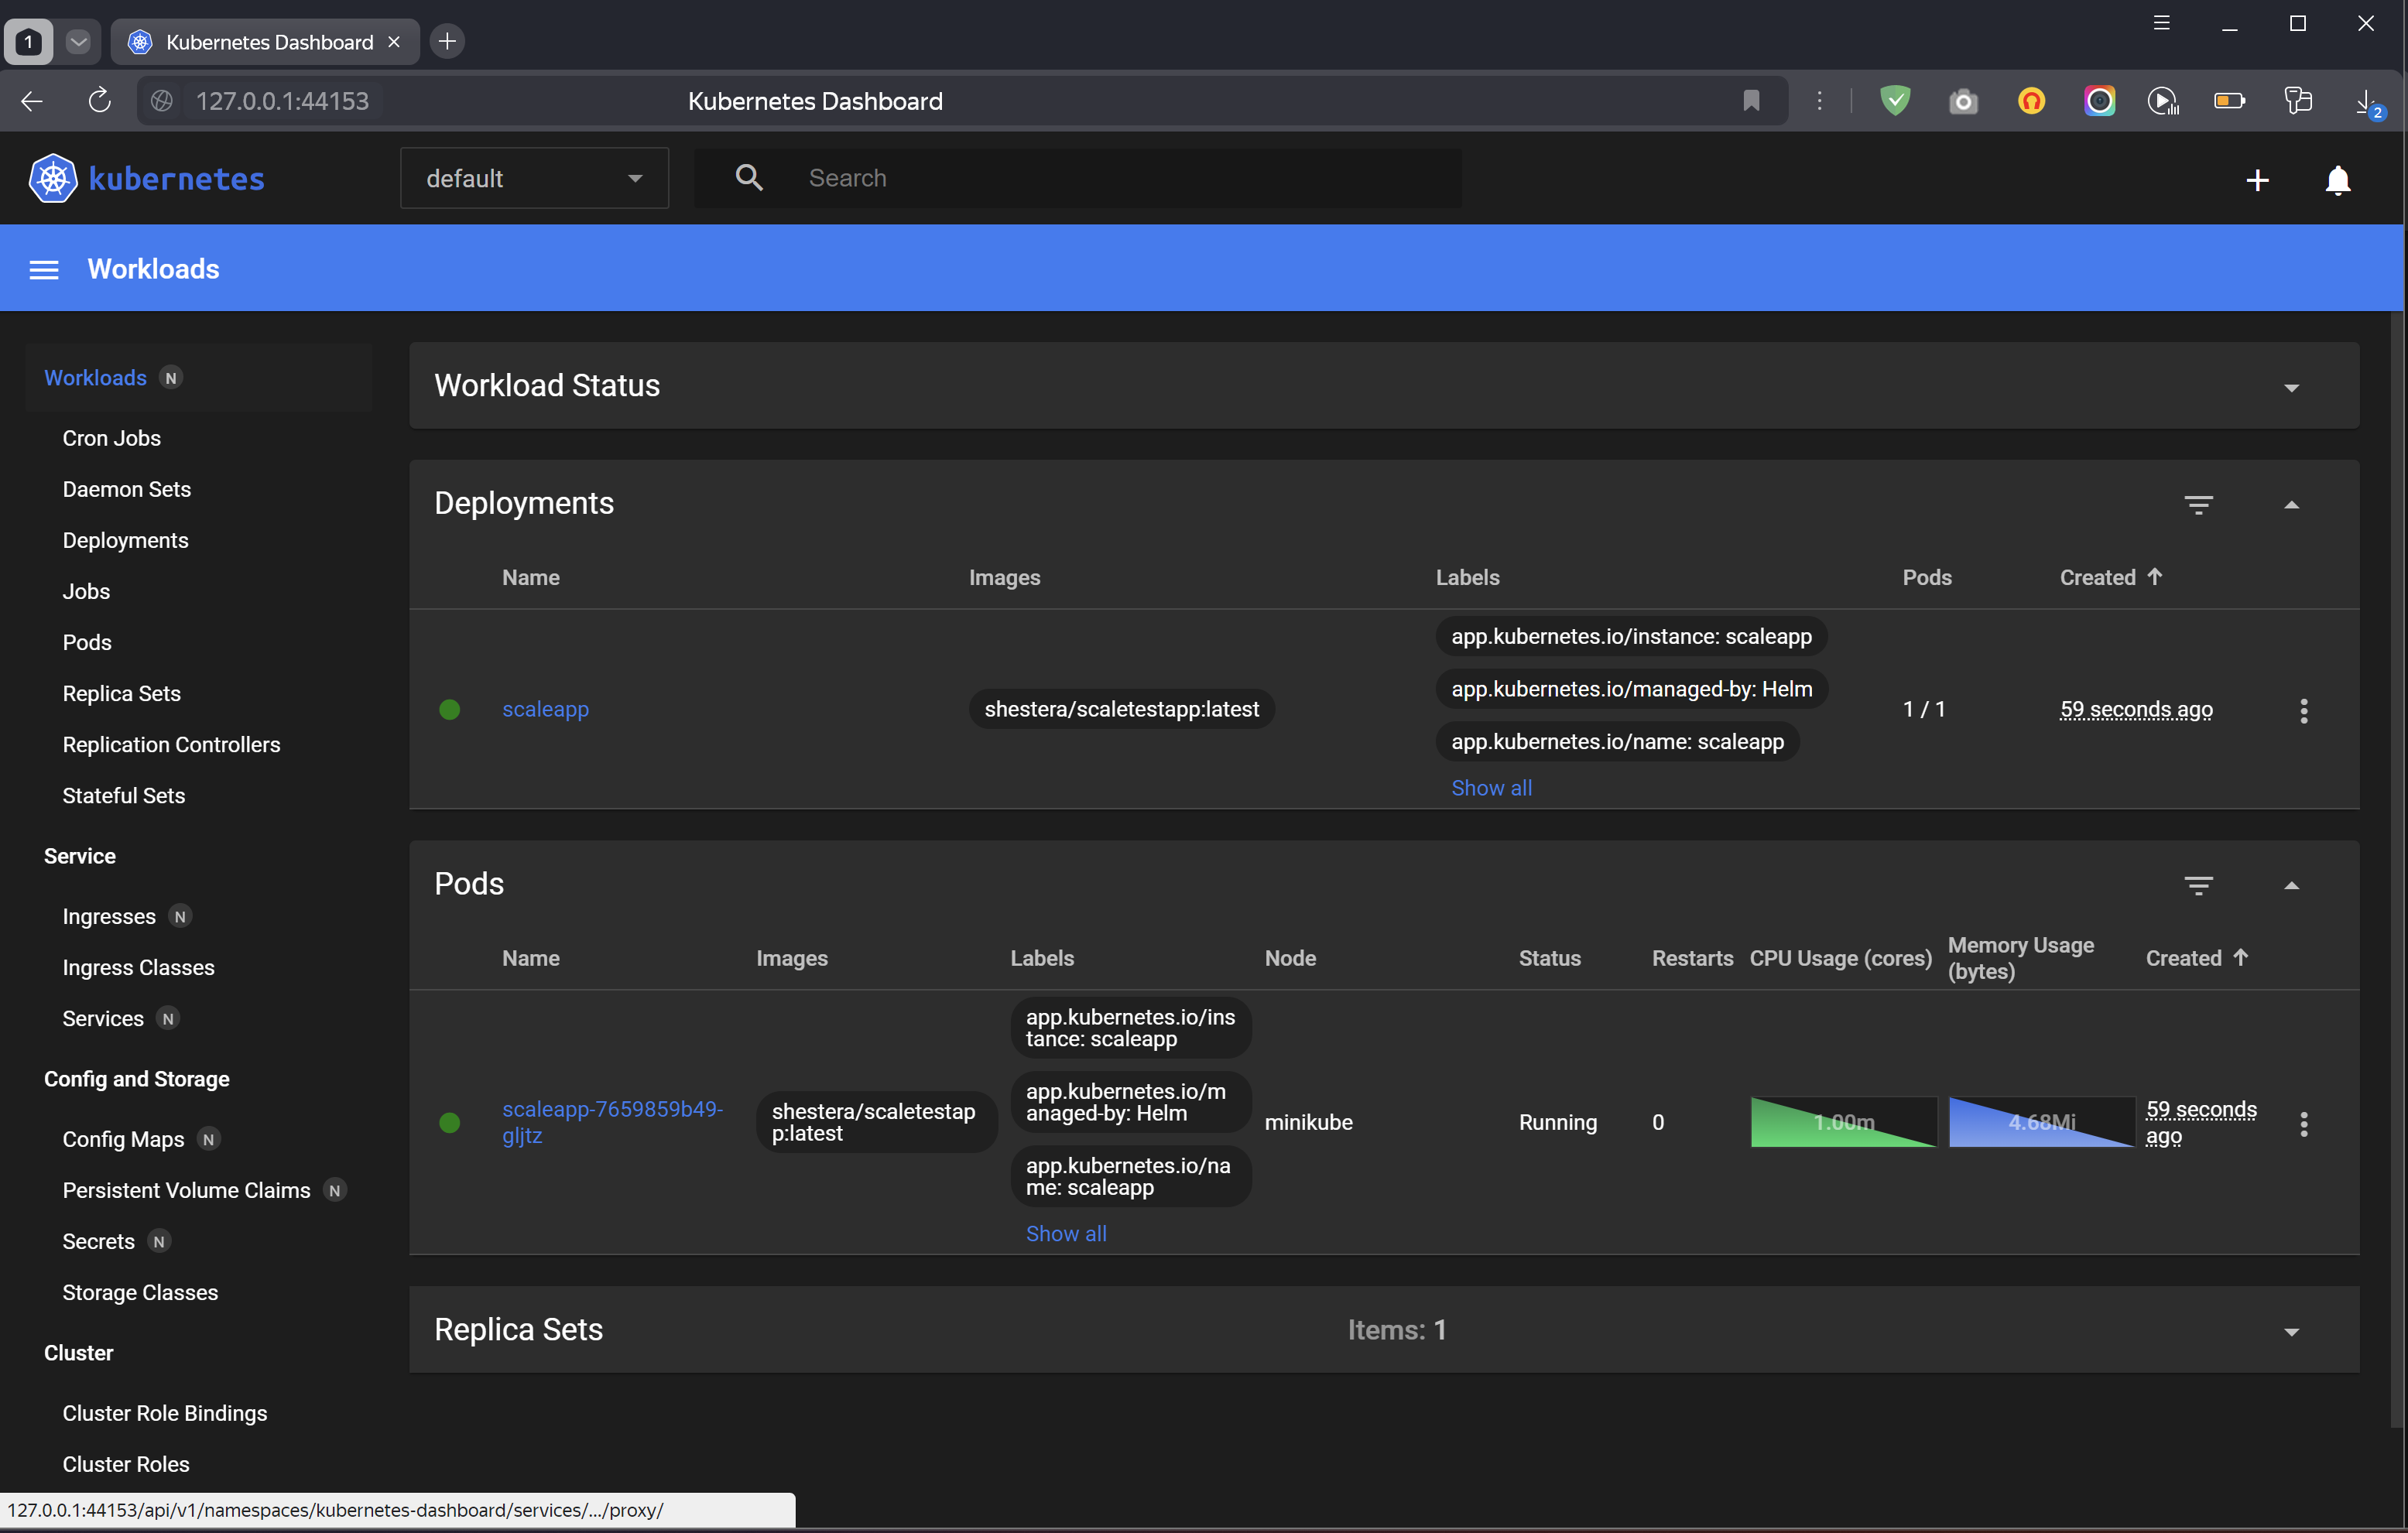 1
Kubernetes Dashboard
127.0.0.1:44153
Kubernetes Dashboard
2
kubernetes
default
Search
Workloads
Workloads N
Cron Jobs
Daemon Sets
Deployments
Jobs
Pods
Replica Sets
Replication Controllers
Stateful Sets
Service
Ingresses N
Ingress Classes
Services N
Config and Storage
Config Maps N
Persistent Volume Claims N
Secrets N
Storage Classes
Cluster
Cluster Role Bindings
Cluster Roles
Workload Status
Deployments
Name Images Labels Pods Created
scaleapp
shestera/scaletestapp:latest
app.kubernetes.io/instance: scaleapp
app.kubernetes.io/managed-by: Helm
app.kubernetes.io/name: scaleapp
Show all
1 / 1
59 seconds ago
Pods
Name Images Labels Node Status Restarts CPU Usage (cores) Memory Usage
(bytes) Created
scaleapp-7659859b49-
gljtz
shestera/scaletestap
p:latest
app.kubernetes.io/ins
tance: scaleapp
app.kubernetes.io/m
anaged-by: Helm
app.kubernetes.io/na
me: scaleapp
Show all
minikube
Running
0
1.00m
4.68Mi
59 seconds
ago
Replica Sets
Items: 1
127.0.0.1:44153/api/v1/namespaces/kubernetes-dashboard/services/.../proxy/